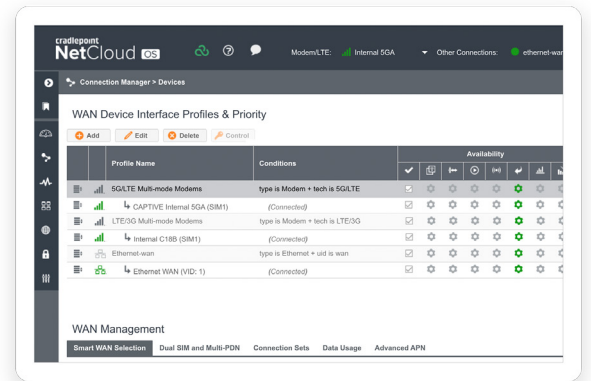 cradlepoint
NetCloud OS
Modem/LTE: Internal 5GA Other Connections: ethernet-wan
Connection Manager > Devices
WAN Device Interface Profiles & Priority
Add Edit Delete Control
Availability
Profile Name Conditions
5G/LTE Multi-mode Modems type is Modem + tech is 5G/LTE
CAPTIVE Internal 5GA (SIM1) (Connected)
LTE/3G Multi-mode Modems type is Modem + tech is LTE/3G
Internal C18B (SIM1) (Connected)
Ethernet-wan type is Ethernet + uid is wan
Ethernet WAN (VID: 1) (Connected)
WAN Management
Smart WAN Selection Dual SIM and Multi-PDN Connection Sets Data Usage Advanced APN